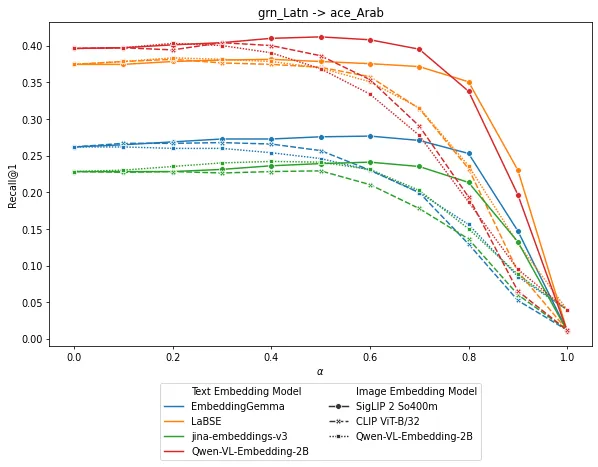 grn_Latn -> ace_Arab
Recall@1
0.40
0.35
0.30
0.25
0.20
0.15
0.10
0.05
0.00
0.0 0.2 0.4 0.6 0.8 1.0
α
Text Embedding Model Image Embedding Model
EmbeddingGemma SigLIP 2 So400m
LaBSE CLIP ViT-B/32
jina-embeddings-v3 Qwen-VL-Embedding-2B
Qwen-VL-Embedding-2B